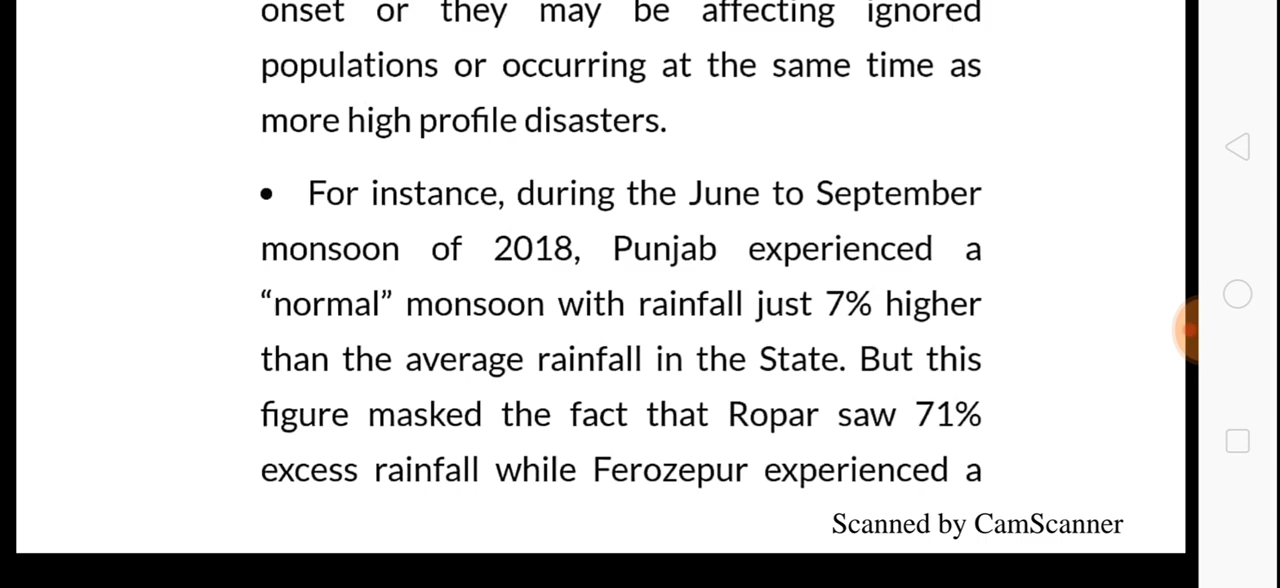 onset or they may be affecting ignored
populations or occurring at the same time as
more high profile disasters.
• For instance, during the June to September
monsoon of 2018, Punjab experienced a
“normal” monsoon with rainfall just 7% higher
than the average rainfall in the State. But this
figure masked the fact that Ropar saw 71%
excess rainfall while Ferozepur experienced a
Scanned by CamScanner